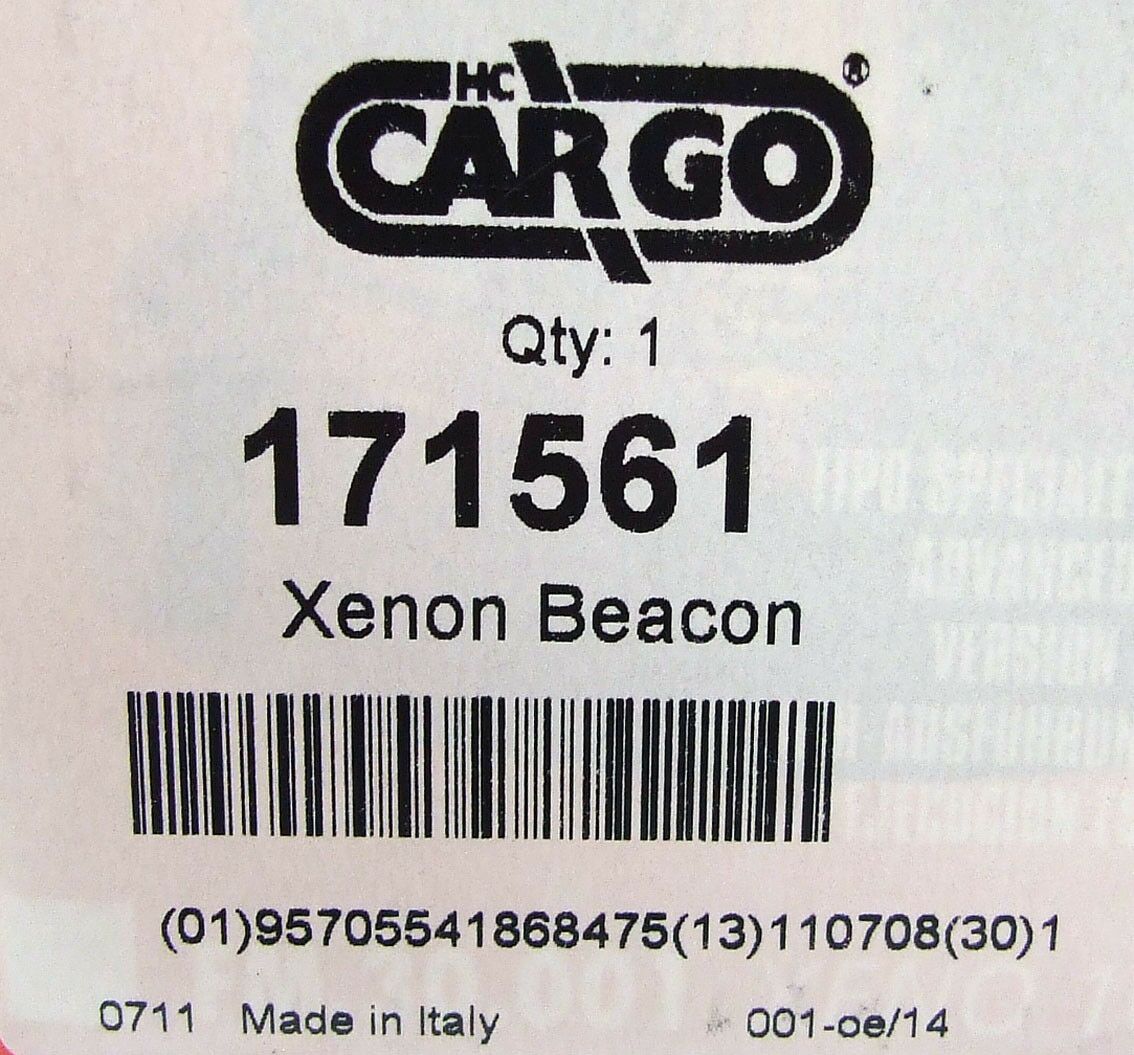 HC
CARGO®
Qty: 1
171561
Xenon Beacon
(01)95705541868475(13)110708(30)1
VERSION
0711 Made in Italy 001-oe/14